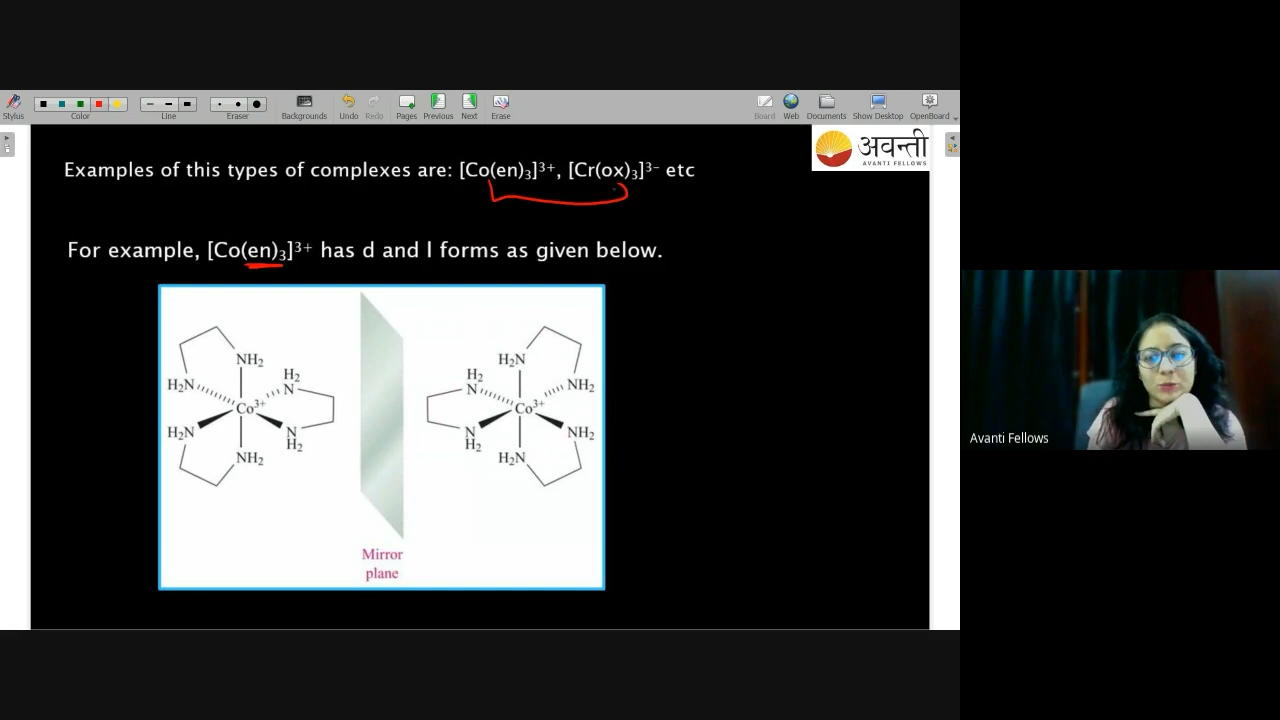 Stylus
Color
Line
Eraser
Backgrounds
Undo
Redo
Pages
Previous
Next
Erase
Board
Web
Documents
Show Desktop
OpenBoard
अवन्ती
AVANTI FELLOWS
Examples of this types of complexes are: [Co(en)₃]³⁺, [Cr(ox)₃]³⁻ etc
For example, [Co(en)₃]³⁺ has d and l forms as given below.
NH₂
H₂N
H₂
N
Co³⁺
H₂N
N
H₂
NH₂
Mirror
plane
H₂N
H₂
N
NH₂
Co³⁺
N
H₂
NH₂
H₂N
Avanti Fellows